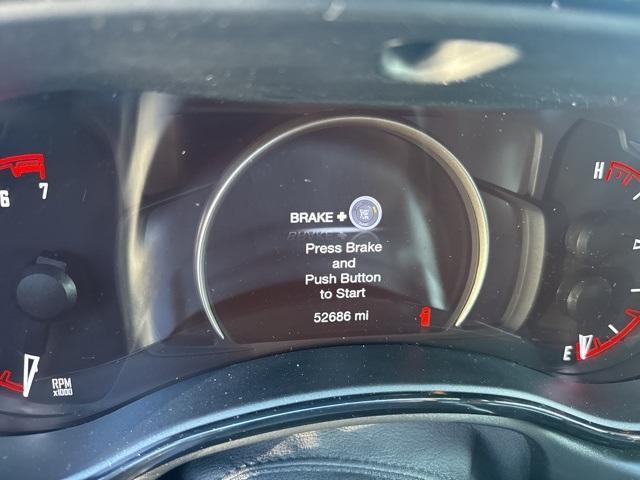 BRAKE +
Press Brake
and
Push Button
to Start
52686 mi
6 7
RPM
x1000
H
E